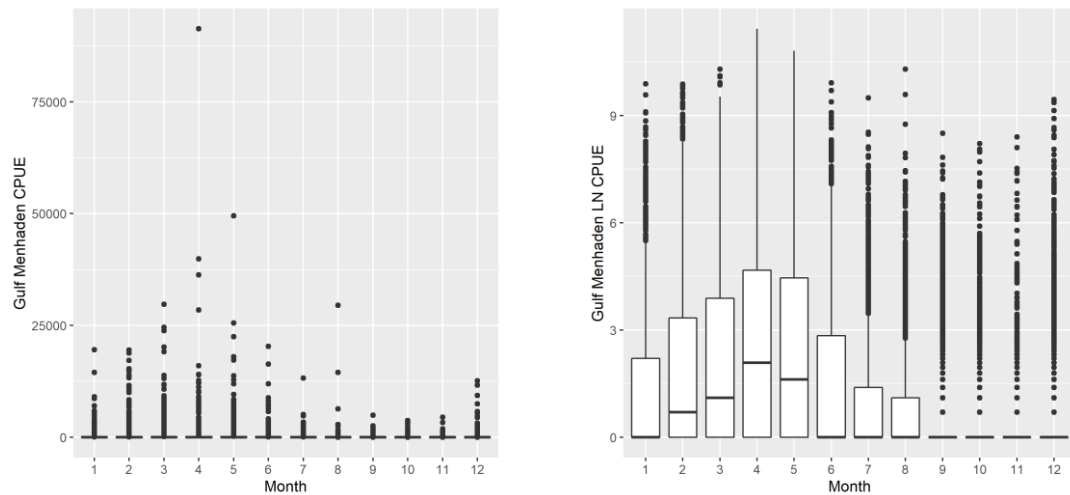 75000
50000
25000
0
Gulf Menhaden CPUE
1 2 3 4 5 6 7 8 9 10 11 12
Month
9
6
3
0
Gulf Menhaden LN CPUE
1 2 3 4 5 6 7 8 9 10 11 12
Month